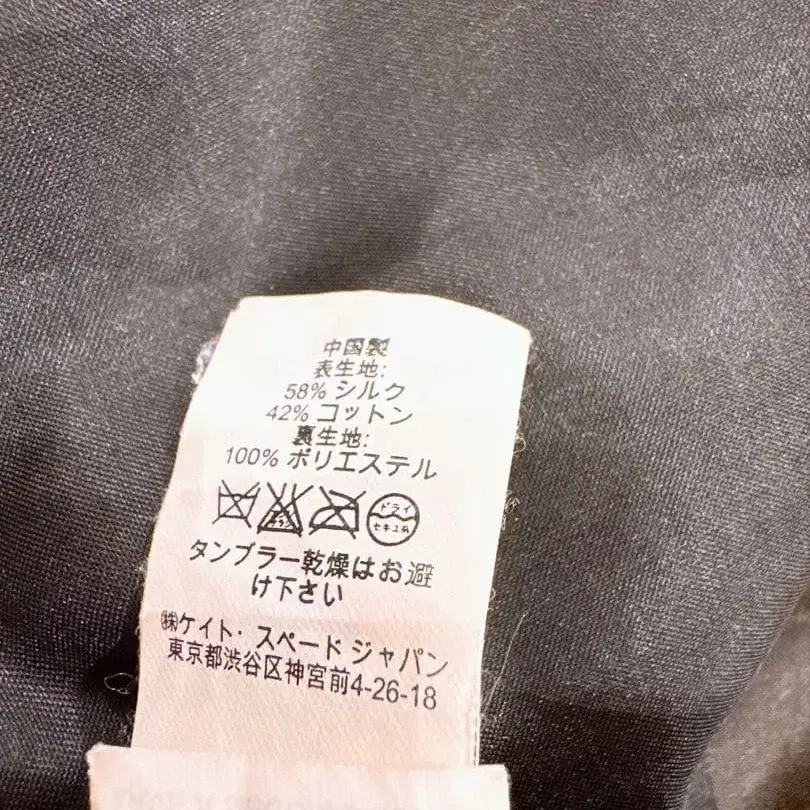 中国製
表生地:
58% シルク
42% コットン
裏生地:
100% ポリエステル
ドライ
セキユ系
タンブラー乾燥はお避
け下さい
㈱ケイト・スペード ジャパン
東京都渋谷区神宮前4-26-18